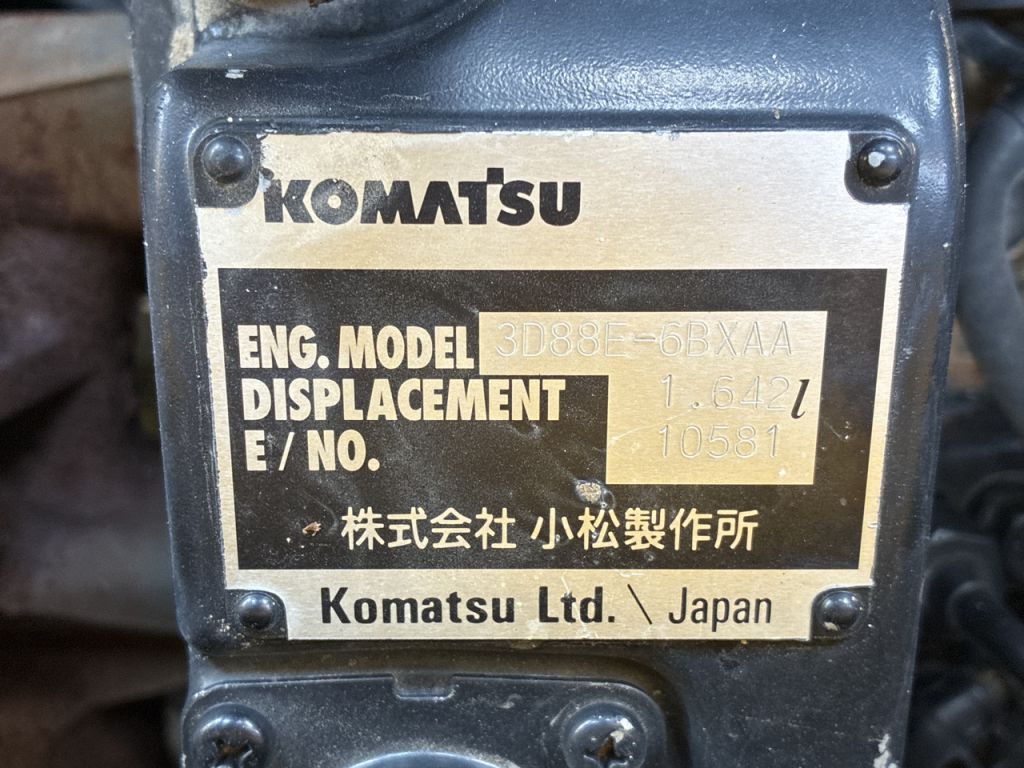 KOMATSU
ENG. MODEL 3D88E-6BXAA
DISPLACEMENT 1.642 l
E / NO. 10581
株式会社 小松製作所
Komatsu Ltd. \ Japan